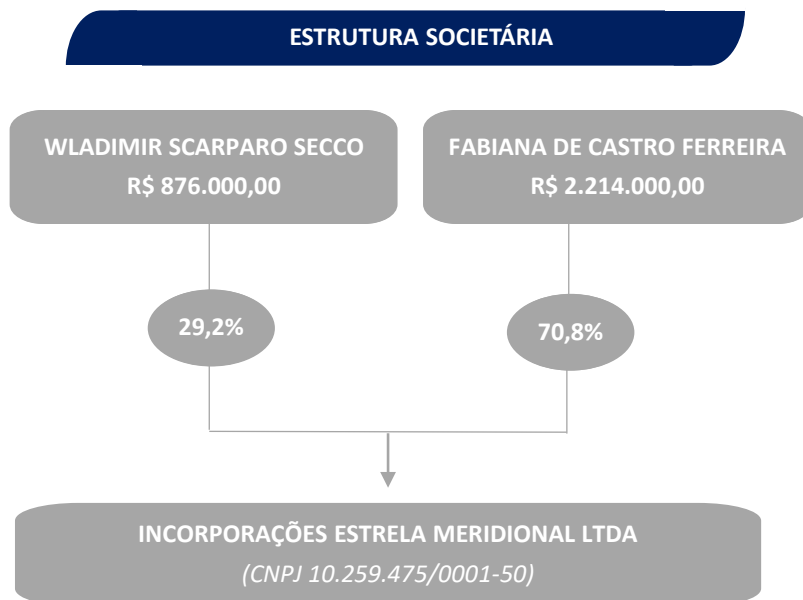 ESTRUTURA SOCIETÁRIA
WLADIMIR SCARPARO SECCO
R$ 876.000,00
FABIANA DE CASTRO FERREIRA
R$ 2.214.000,00
29,2%
70,8%
INCORPORAÇÕES ESTRELA MERIDIONAL LTDA
(CNPJ 10.259.475/0001-50)